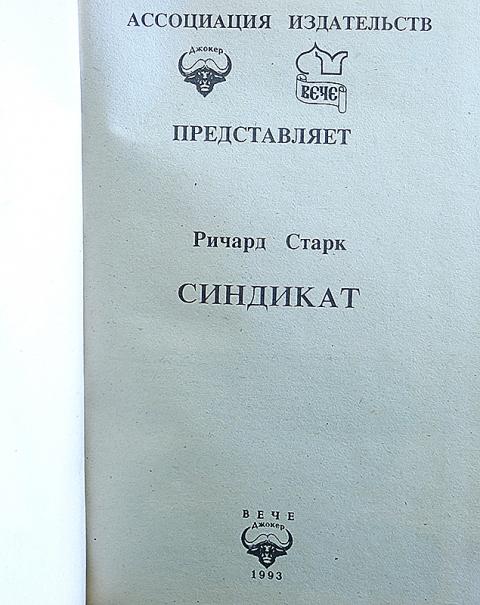 АССОЦИАЦИЯ ИЗДАТЕЛЬСТВ
Джокер
ВЕЧЕ
ПРЕДСТАВЛЯЕТ
Ричард Старк
СИНДИКАТ
ВЕЧЕ
Джокер
1993